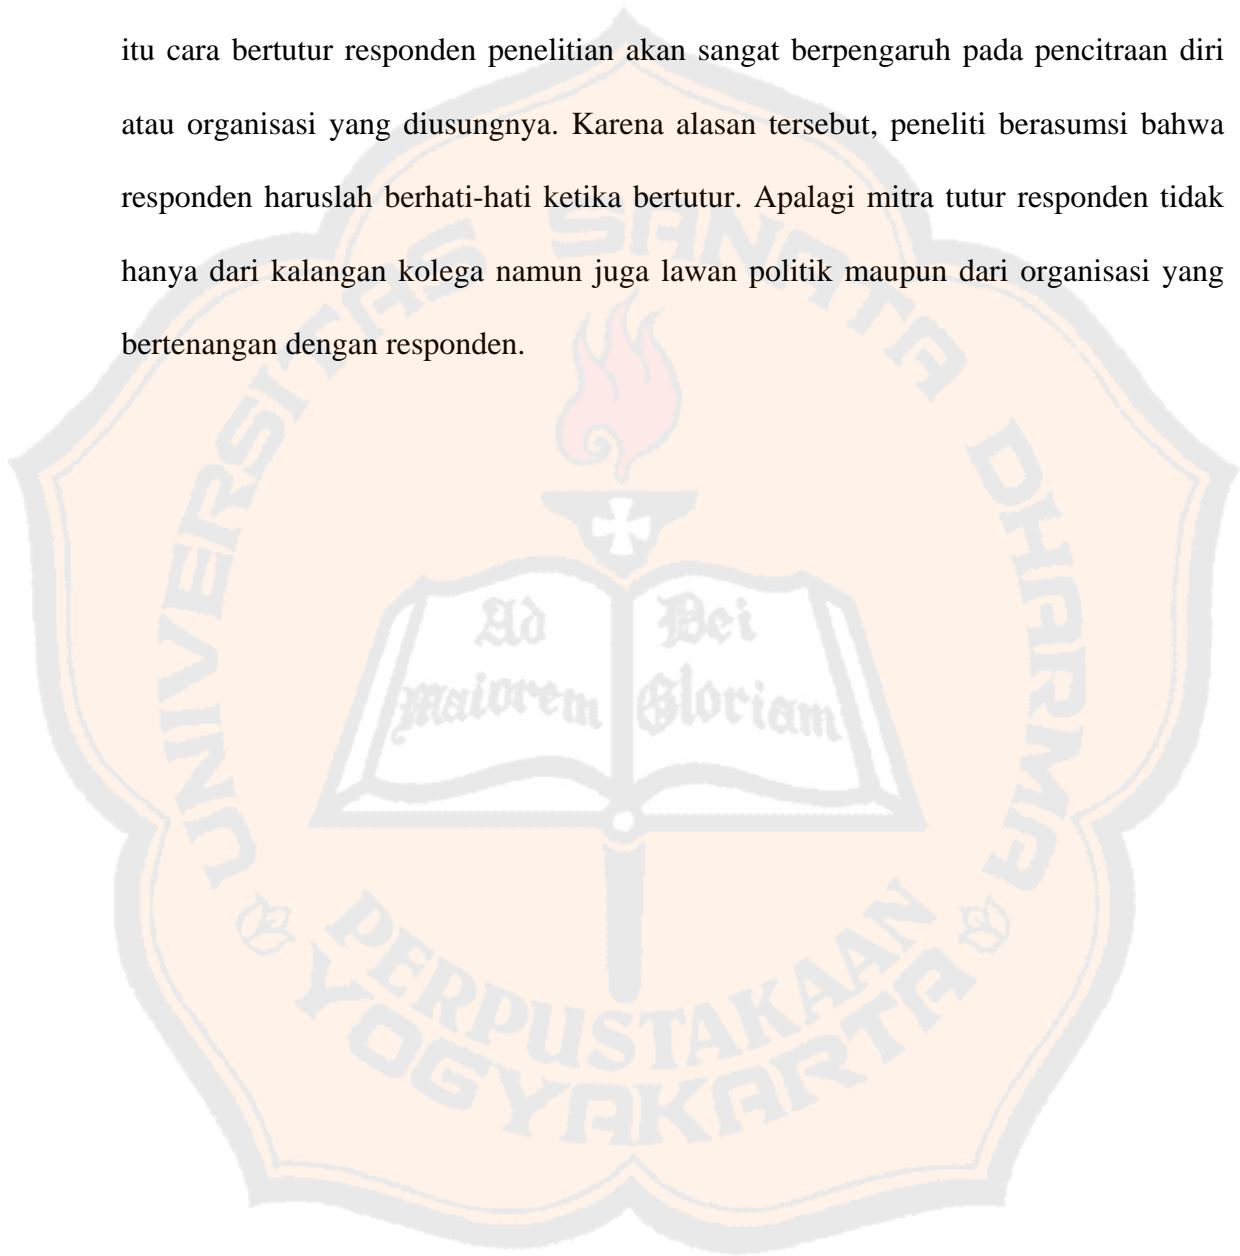 itu cara bertutur responden penelitian akan sangat berpengaruh pada pencitraan diri
atau organisasi yang diusungnya. Karena alasan tersebut, peneliti berasumsi bahwa
responden haruslah berhati-hati ketika bertutur. Apalagi mitra tutur responden tidak
hanya dari kalangan kolega namun juga lawan politik maupun dari organisasi yang
bertenangan dengan responden.
UNIVERSITAS SANATA DHARMA
Ad Dei
Maiorem Gloriam
PERPUSTAKAAN
YOGYAKARTA